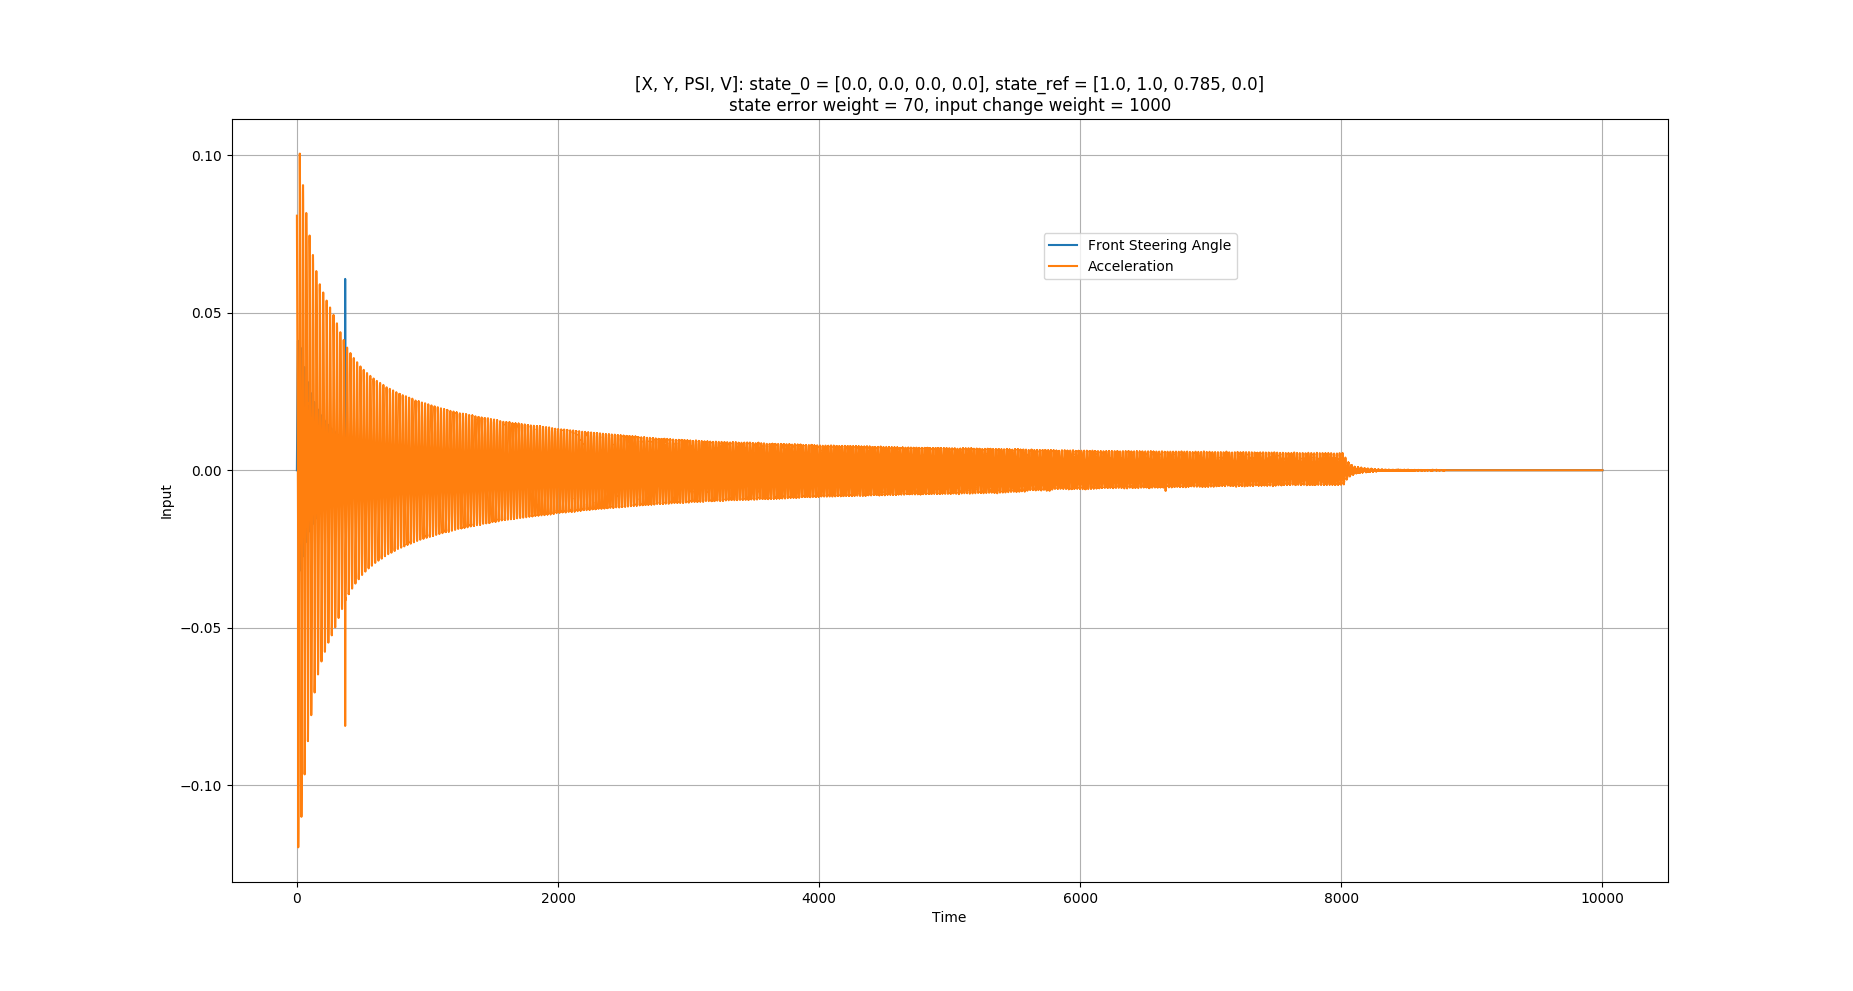 [X, Y, PSI, V]: state_0 = [0.0, 0.0, 0.0, 0.0], state_ref = [1.0, 1.0, 0.785, 0.0]
state error weight = 70, input change weight = 1000
0.10
0.05
0.00
−0.05
−0.10
Input
Front Steering Angle
Acceleration
0
2000
4000
6000
8000
10000
Time